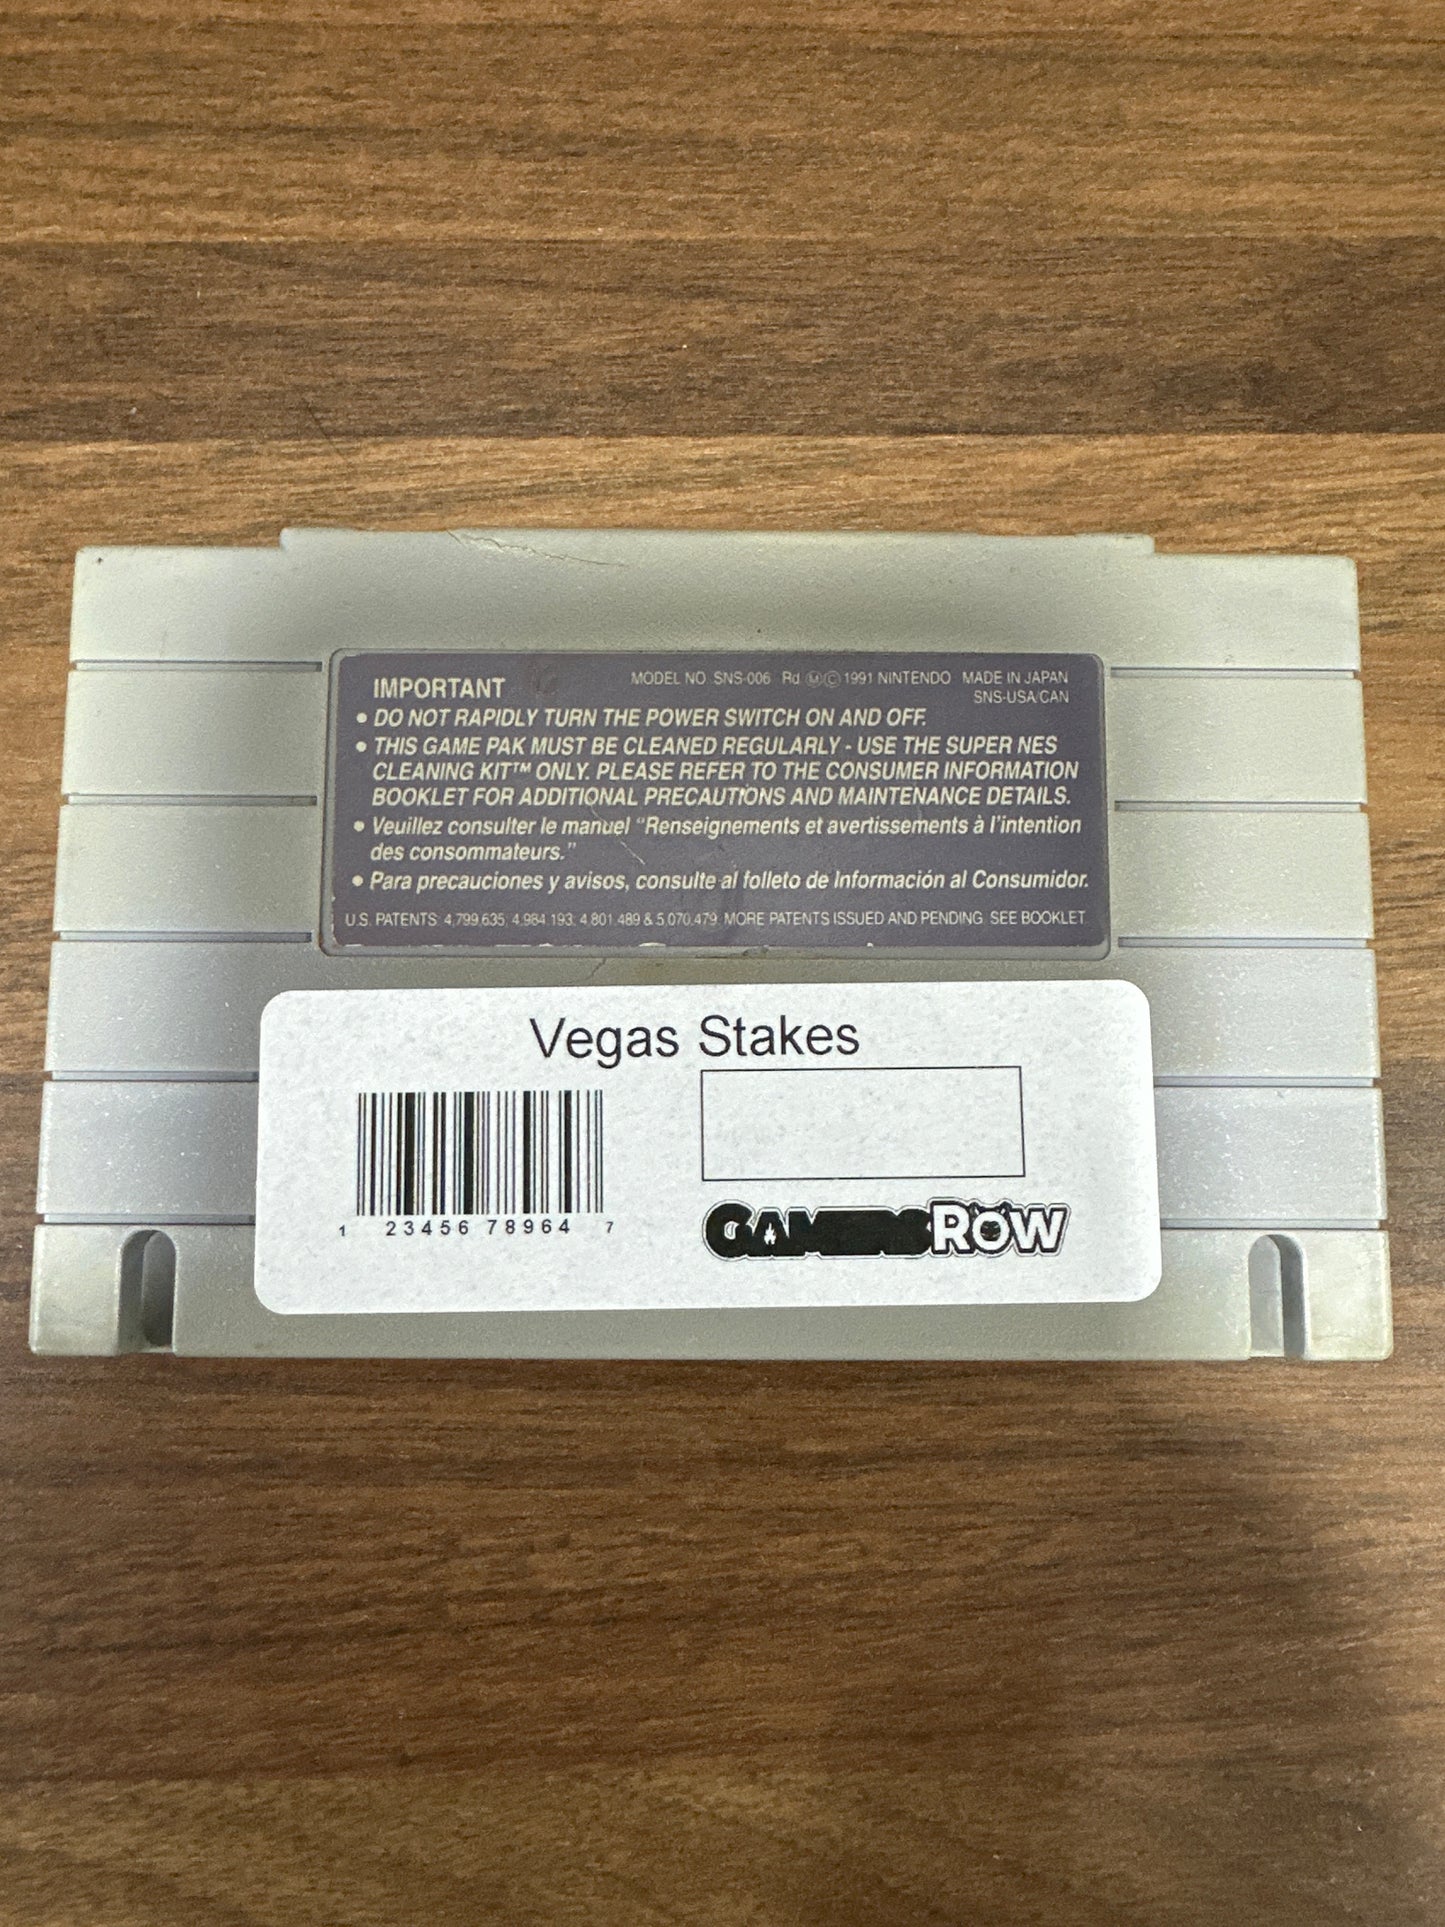 IMPORTANT
MODEL NO SNS-006 Rd Ⓜ © 1991 NINTENDO MADE IN JAPAN
SNS-USA/CAN
• DO NOT RAPIDLY TURN THE POWER SWITCH ON AND OFF.
• THIS GAME PAK MUST BE CLEANED REGULARLY - USE THE SUPER NES
CLEANING KIT™ ONLY. PLEASE REFER TO THE CONSUMER INFORMATION
BOOKLET FOR ADDITIONAL PRECAUTIONS AND MAINTENANCE DETAILS.
• Veuillez consulter le manuel "Renseignements et avertissements à l'intention
des consommateurs."
• Para precauciones y avisos, consulte al folleto de Información al Consumidor.
U.S. PATENTS: 4,799,635; 4,984,193; 4,801,489 & 5,070,479. MORE PATENTS ISSUED AND PENDING. SEE BOOKLET
Vegas Stakes
1 23456 78964 7
GAMERSROW